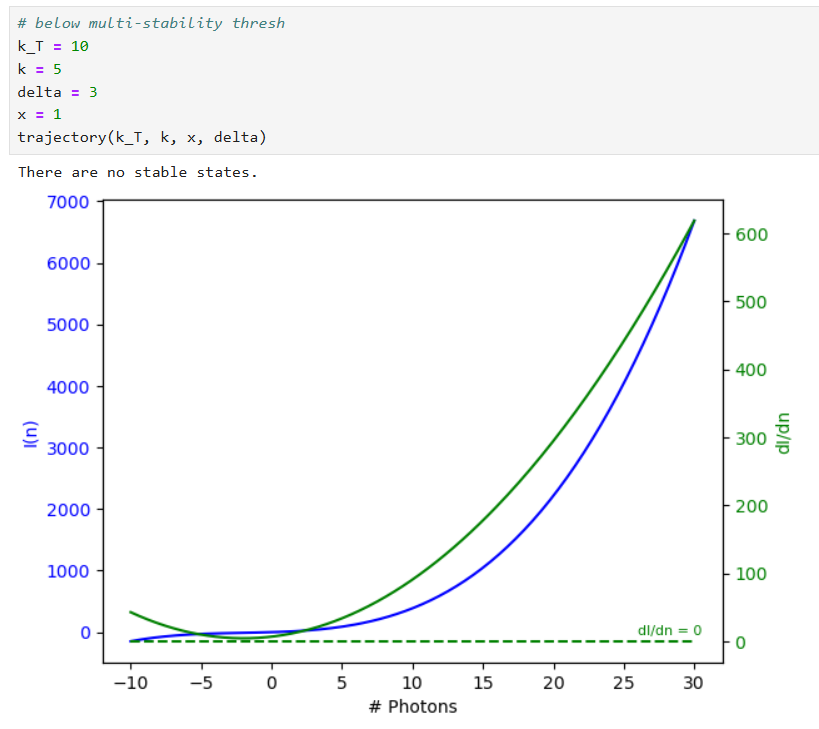 # below multi-stability thresh
k_T = 10
k = 5
delta = 3
x = 1
trajectory(k_T, k, x, delta)
There are no stable states.
7000
6000
5000
4000
3000
2000
1000
0
I(n)
600
500
400
300
200
100
0
dI/dn
dI/dn = 0
−10 −5 0 5 10 15 20 25 30
# Photons